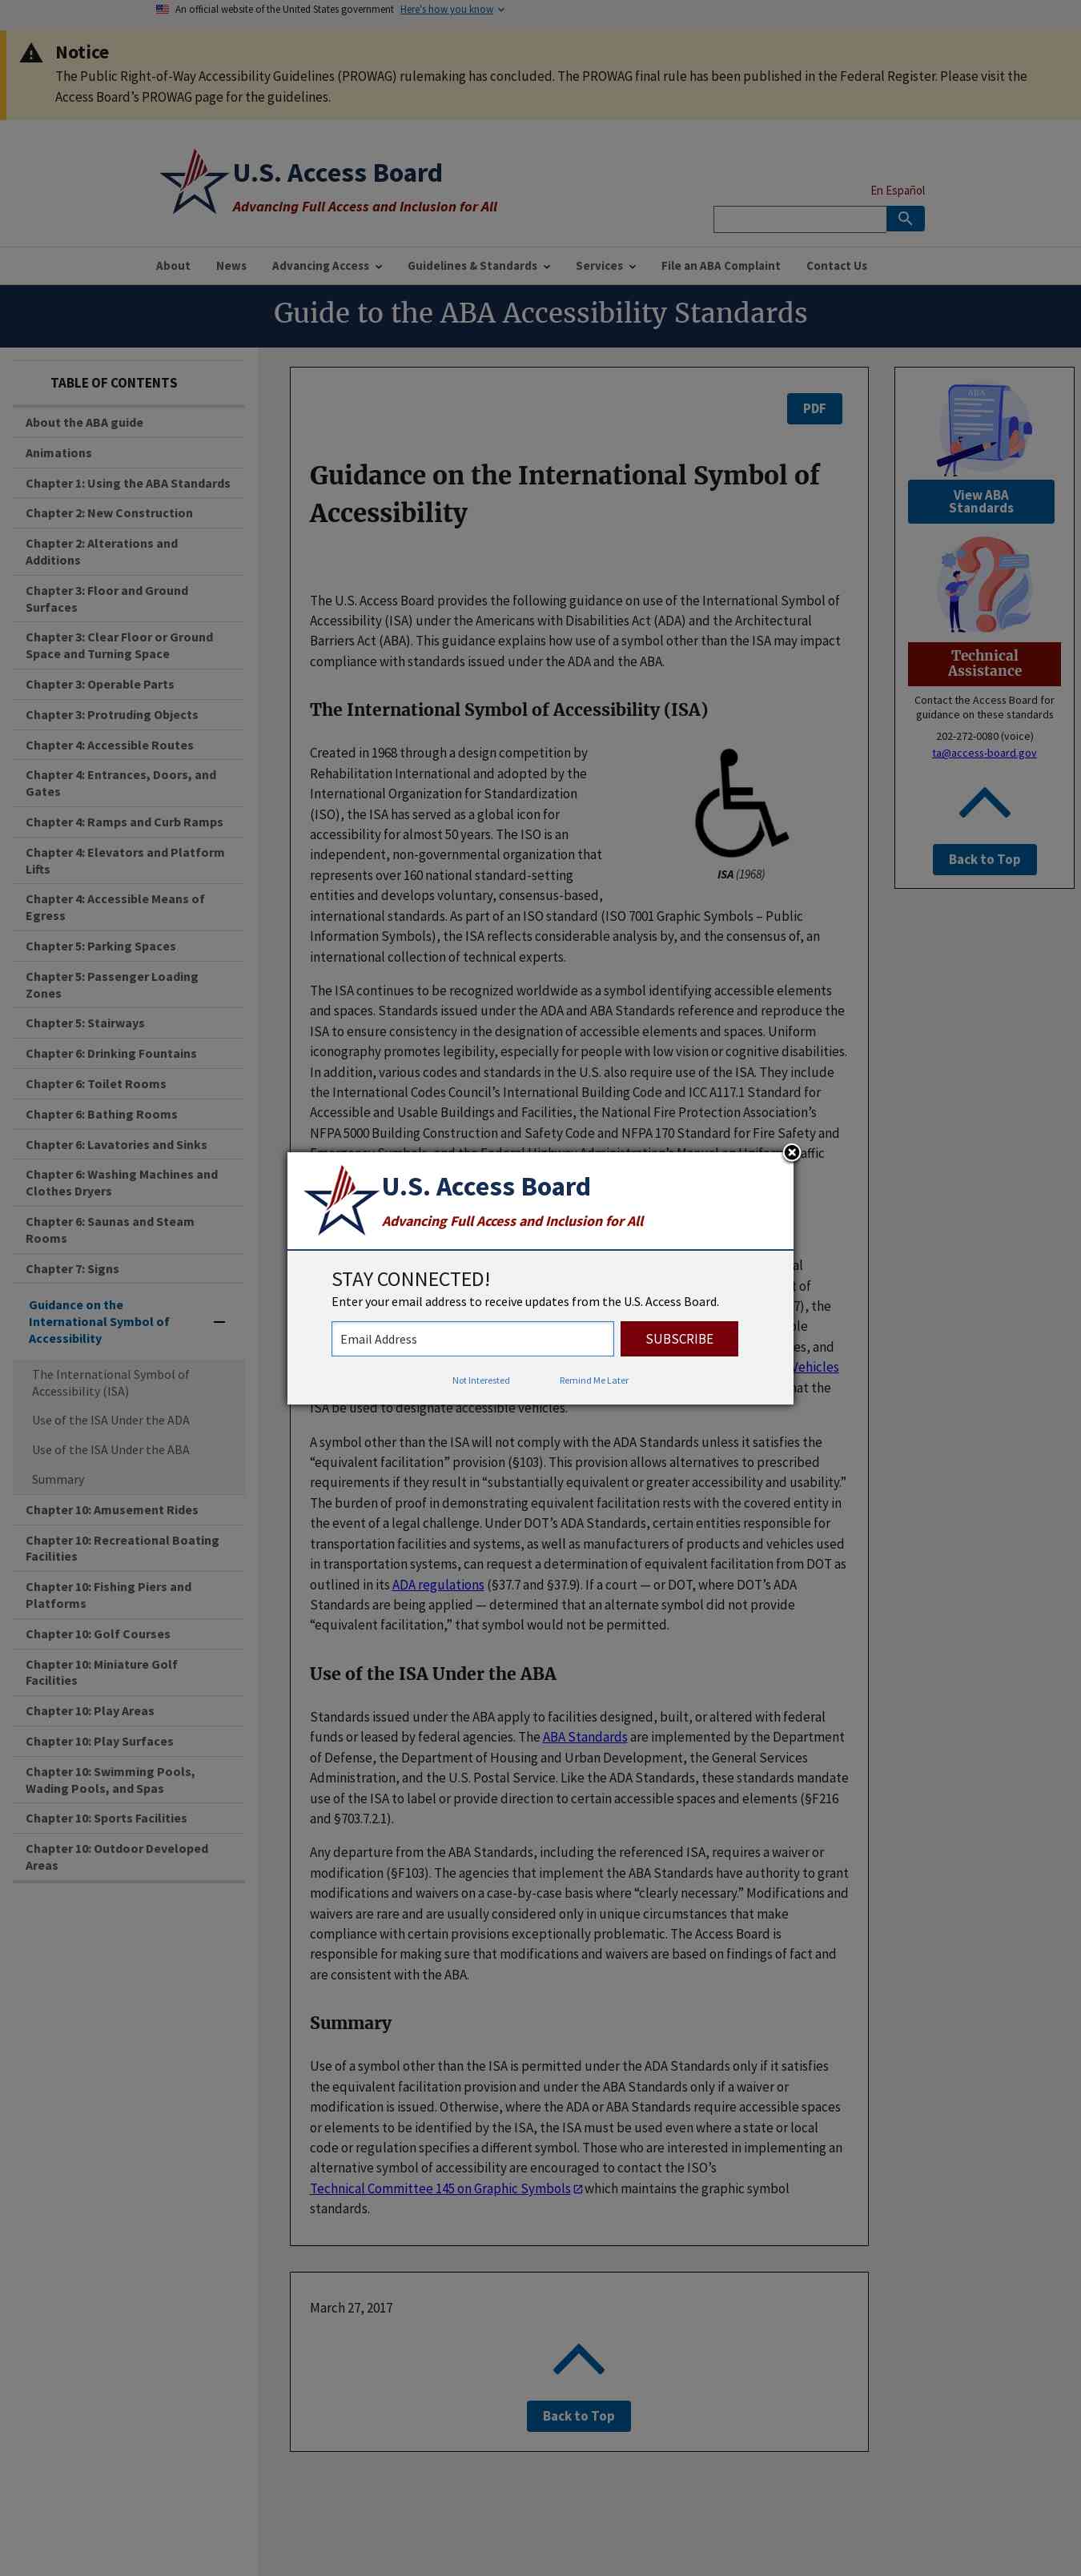 An official website of the United States government Here's how you know
Notice
The Public Right-of-Way Accessibility Guidelines (PROWAG) rulemaking has concluded. The PROWAG final rule has been published in the Federal Register. Please visit the
Access Board’s PROWAG page for the guidelines.
U.S. Access Board
Advancing Full Access and Inclusion for All
En Español
About News Advancing Access Guidelines & Standards Services File an ABA Complaint Contact Us
Guide to the ABA Accessibility Standards
TABLE OF CONTENTS
About the ABA guide
Animations
Chapter 1: Using the ABA Standards
Chapter 2: New Construction
Chapter 2: Alterations and
Additions
Chapter 3: Floor and Ground
Surfaces
Chapter 3: Clear Floor or Ground
Space and Turning Space
Chapter 3: Operable Parts
Chapter 3: Protruding Objects
Chapter 4: Accessible Routes
Chapter 4: Entrances, Doors, and
Gates
Chapter 4: Ramps and Curb Ramps
Chapter 4: Elevators and Platform
Lifts
Chapter 4: Accessible Means of
Egress
Chapter 5: Parking Spaces
Chapter 5: Passenger Loading
Zones
Chapter 5: Stairways
Chapter 6: Drinking Fountains
Chapter 6: Toilet Rooms
Chapter 6: Bathing Rooms
Chapter 6: Lavatories and Sinks
Chapter 6: Washing Machines and
Clothes Dryers
Chapter 6: Saunas and Steam
Rooms
Chapter 7: Signs
Guidance on the
International Symbol of
Accessibility
The International Symbol of
Accessibility (ISA)
Use of the ISA Under the ADA
Use of the ISA Under the ABA
Summary
Chapter 10: Amusement Rides
Chapter 10: Recreational Boating
Facilities
Chapter 10: Fishing Piers and
Platforms
Chapter 10: Golf Courses
Chapter 10: Miniature Golf
Facilities
Chapter 10: Play Areas
Chapter 10: Play Surfaces
Chapter 10: Swimming Pools,
Wading Pools, and Spas
Chapter 10: Sports Facilities
Chapter 10: Outdoor Developed
Areas
PDF
Guidance on the International Symbol of
Accessibility
The U.S. Access Board provides the following guidance on use of the International Symbol of
Accessibility (ISA) under the Americans with Disabilities Act (ADA) and the Architectural
Barriers Act (ABA). This guidance explains how use of a symbol other than the ISA may impact
compliance with standards issued under the ADA and the ABA.
The International Symbol of Accessibility (ISA)
Created in 1968 through a design competition by
Rehabilitation International and adopted by the
International Organization for Standardization
(ISO), the ISA has served as a global icon for
accessibility for almost 50 years. The ISO is an
independent, non-governmental organization that
represents over 160 national standard-setting
entities and develops voluntary, consensus-based,
international standards. As part of an ISO standard (ISO 7001 Graphic Symbols – Public
Information Symbols), the ISA reflects considerable analysis by, and the consensus of, an
international collection of technical experts.
ISA (1968)
The ISA continues to be recognized worldwide as a symbol identifying accessible elements
and spaces. Standards issued under the ADA and ABA Standards reference and reproduce the
ISA to ensure consistency in the designation of accessible elements and spaces. Uniform
iconography promotes legibility, especially for people with low vision or cognitive disabilities.
In addition, various codes and standards in the U.S. also require use of the ISA. They include
the International Codes Council’s International Building Code and ICC A117.1 Standard for
Accessible and Usable Buildings and Facilities, the National Fire Protection Association’s
NFPA 5000 Building Construction and Safety Code and NFPA 170 Standard for Fire Safety and
U.S. Access Board
Advancing Full Access and Inclusion for All
STAY CONNECTED!
Enter your email address to receive updates from the U.S. Access Board.
Email Address
SUBSCRIBE
Not Interested Remind Me Later
of
7), the
es, and
Vehicles
hat the
ISA be used to designate accessible vehicles.
A symbol other than the ISA will not comply with the ADA Standards unless it satisfies the
“equivalent facilitation” provision (§103). This provision allows alternatives to prescribed
requirements if they result in “substantially equivalent or greater accessibility and usability.”
The burden of proof in demonstrating equivalent facilitation rests with the covered entity in
the event of a legal challenge. Under DOT’s ADA Standards, certain entities responsible for
transportation facilities and systems, as well as manufacturers of products and vehicles used
in transportation systems, can request a determination of equivalent facilitation from DOT as
outlined in its ADA regulations (§37.7 and §37.9). If a court — or DOT, where DOT’s ADA
Standards are being applied — determined that an alternate symbol did not provide
“equivalent facilitation,” that symbol would not be permitted.
Use of the ISA Under the ABA
Standards issued under the ABA apply to facilities designed, built, or altered with federal
funds or leased by federal agencies. The ABA Standards are implemented by the Department
of Defense, the Department of Housing and Urban Development, the General Services
Administration, and the U.S. Postal Service. Like the ADA Standards, these standards mandate
use of the ISA to label or provide direction to certain accessible spaces and elements (§F216
and §703.7.2.1).
Any departure from the ABA Standards, including the referenced ISA, requires a waiver or
modification (§F103). The agencies that implement the ABA Standards have authority to grant
modifications and waivers on a case-by-case basis where “clearly necessary.” Modifications and
waivers are rare and are usually considered only in unique circumstances that make
compliance with certain provisions exceptionally problematic. The Access Board is
responsible for making sure that modifications and waivers are based on findings of fact and
are consistent with the ABA.
Summary
Use of a symbol other than the ISA is permitted under the ADA Standards only if it satisfies
the equivalent facilitation provision and under the ABA Standards only if a waiver or
modification is issued. Otherwise, where the ADA or ABA Standards require accessible spaces
or elements to be identified by the ISA, the ISA must be used even where a state or local
code or regulation specifies a different symbol. Those who are interested in implementing an
alternative symbol of accessibility are encouraged to contact the ISO’s
Technical Committee 145 on Graphic Symbols which maintains the graphic symbol
standards.
March 27, 2017
Back to Top
ABA
View ABA
Standards
Technical
Assistance
Contact the Access Board for
guidance on these standards
202-272-0080 (voice)
ta@access-board.gov
Back to Top